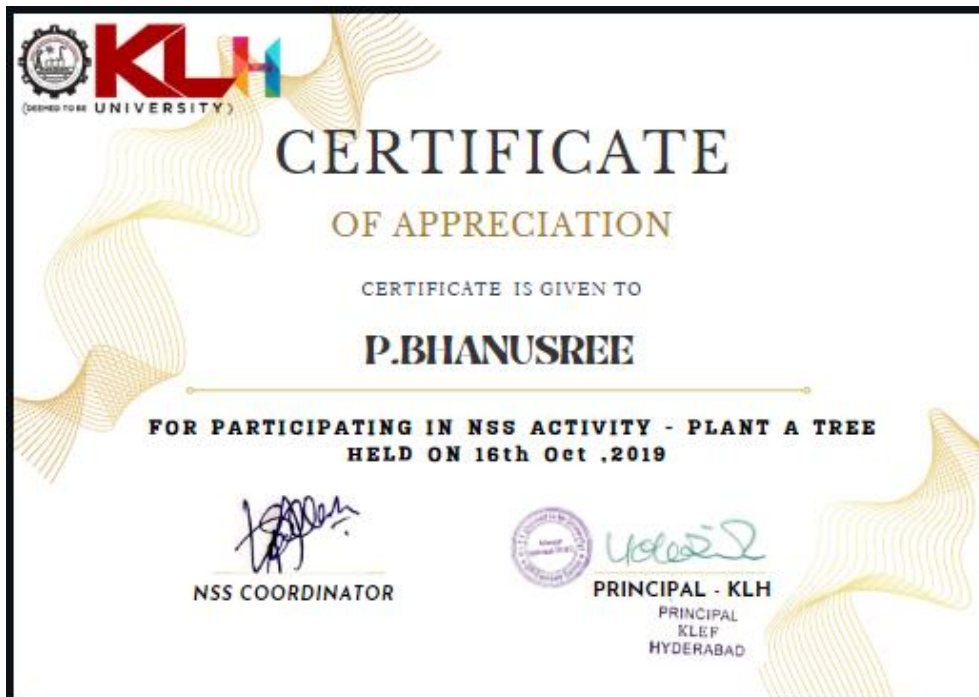 KLH
(DEEMED TO BE UNIVERSITY)
CERTIFICATE
OF APPRECIATION
CERTIFICATE IS GIVEN TO
P.BHANUSREE
FOR PARTICIPATING IN NSS ACTIVITY - PLANT A TREE
HELD ON 16th Oct ,2019
NSS COORDINATOR
PRINCIPAL - KLH
PRINCIPAL
KLEF
HYDERABAD